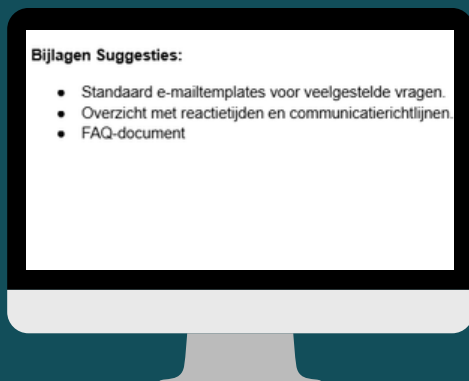 Bijlagen Suggesties:
• Standaard e-mailtemplates voor veelgestelde vragen.
• Overzicht met reactietijden en communicatierichtlijnen.
• FAQ-document